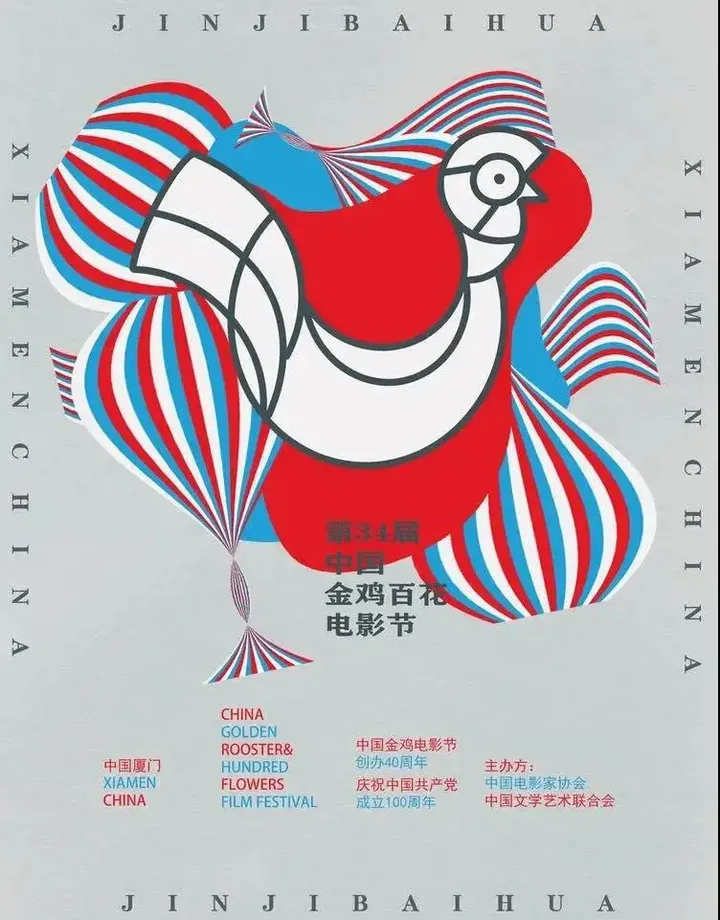 JINJIBAIHUA
XIAMENCHINA
XIAMENCHINA
第34届
中国
金鸡百花
电影节
中国厦门
XIAMEN
CHINA
CHINA
GOLDEN
ROOSTER&
HUNDRED
FLOWERS
FILM FESTIVAL
中国金鸡电影节
创办40周年
庆祝中国共产党
成立100周年
主办方：
中国电影家协会
中国文学艺术联合会
JINJIBAIHUA